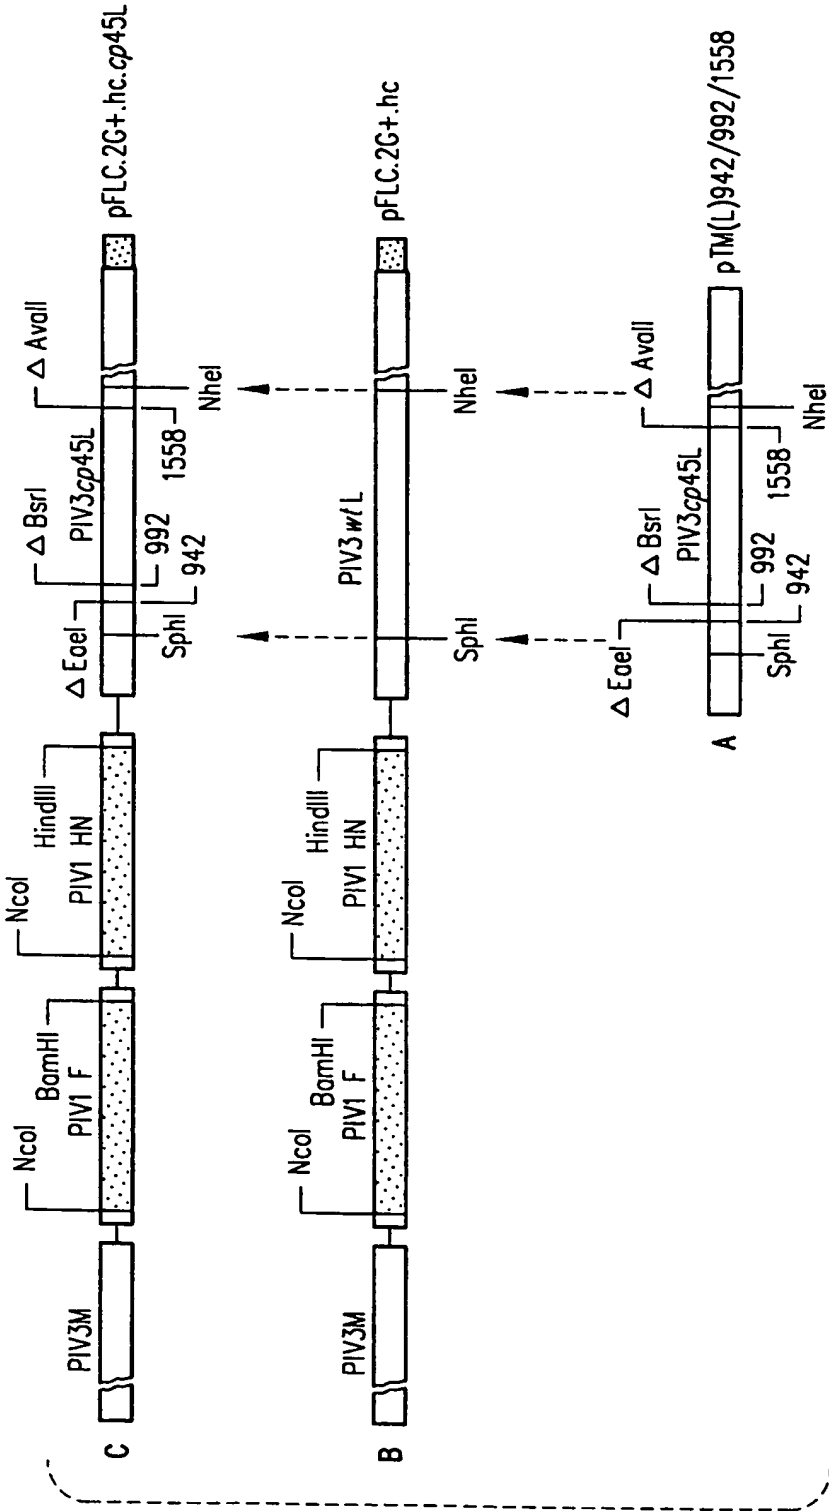 C
PIV3M
NcoI
BamHI
PIV1 F
NcoI
HindIII
PIV1 HN
Δ EaeI
Δ BsrI
PIV3cp45L
Δ AvaII
SphI
942
992
1558
NheI
pFLC.2G+.hc.cp45L
B
PIV3M
NcoI
BamHI
PIV1 F
NcoI
HindIII
PIV1 HN
PIV3wt L
SphI
NheI
pFLC.2G+.hc
A
Δ EaeI
Δ BsrI
PIV3cp45L
Δ AvaII
SphI
942
992
1558
NheI
pTM(L)942/992/1558